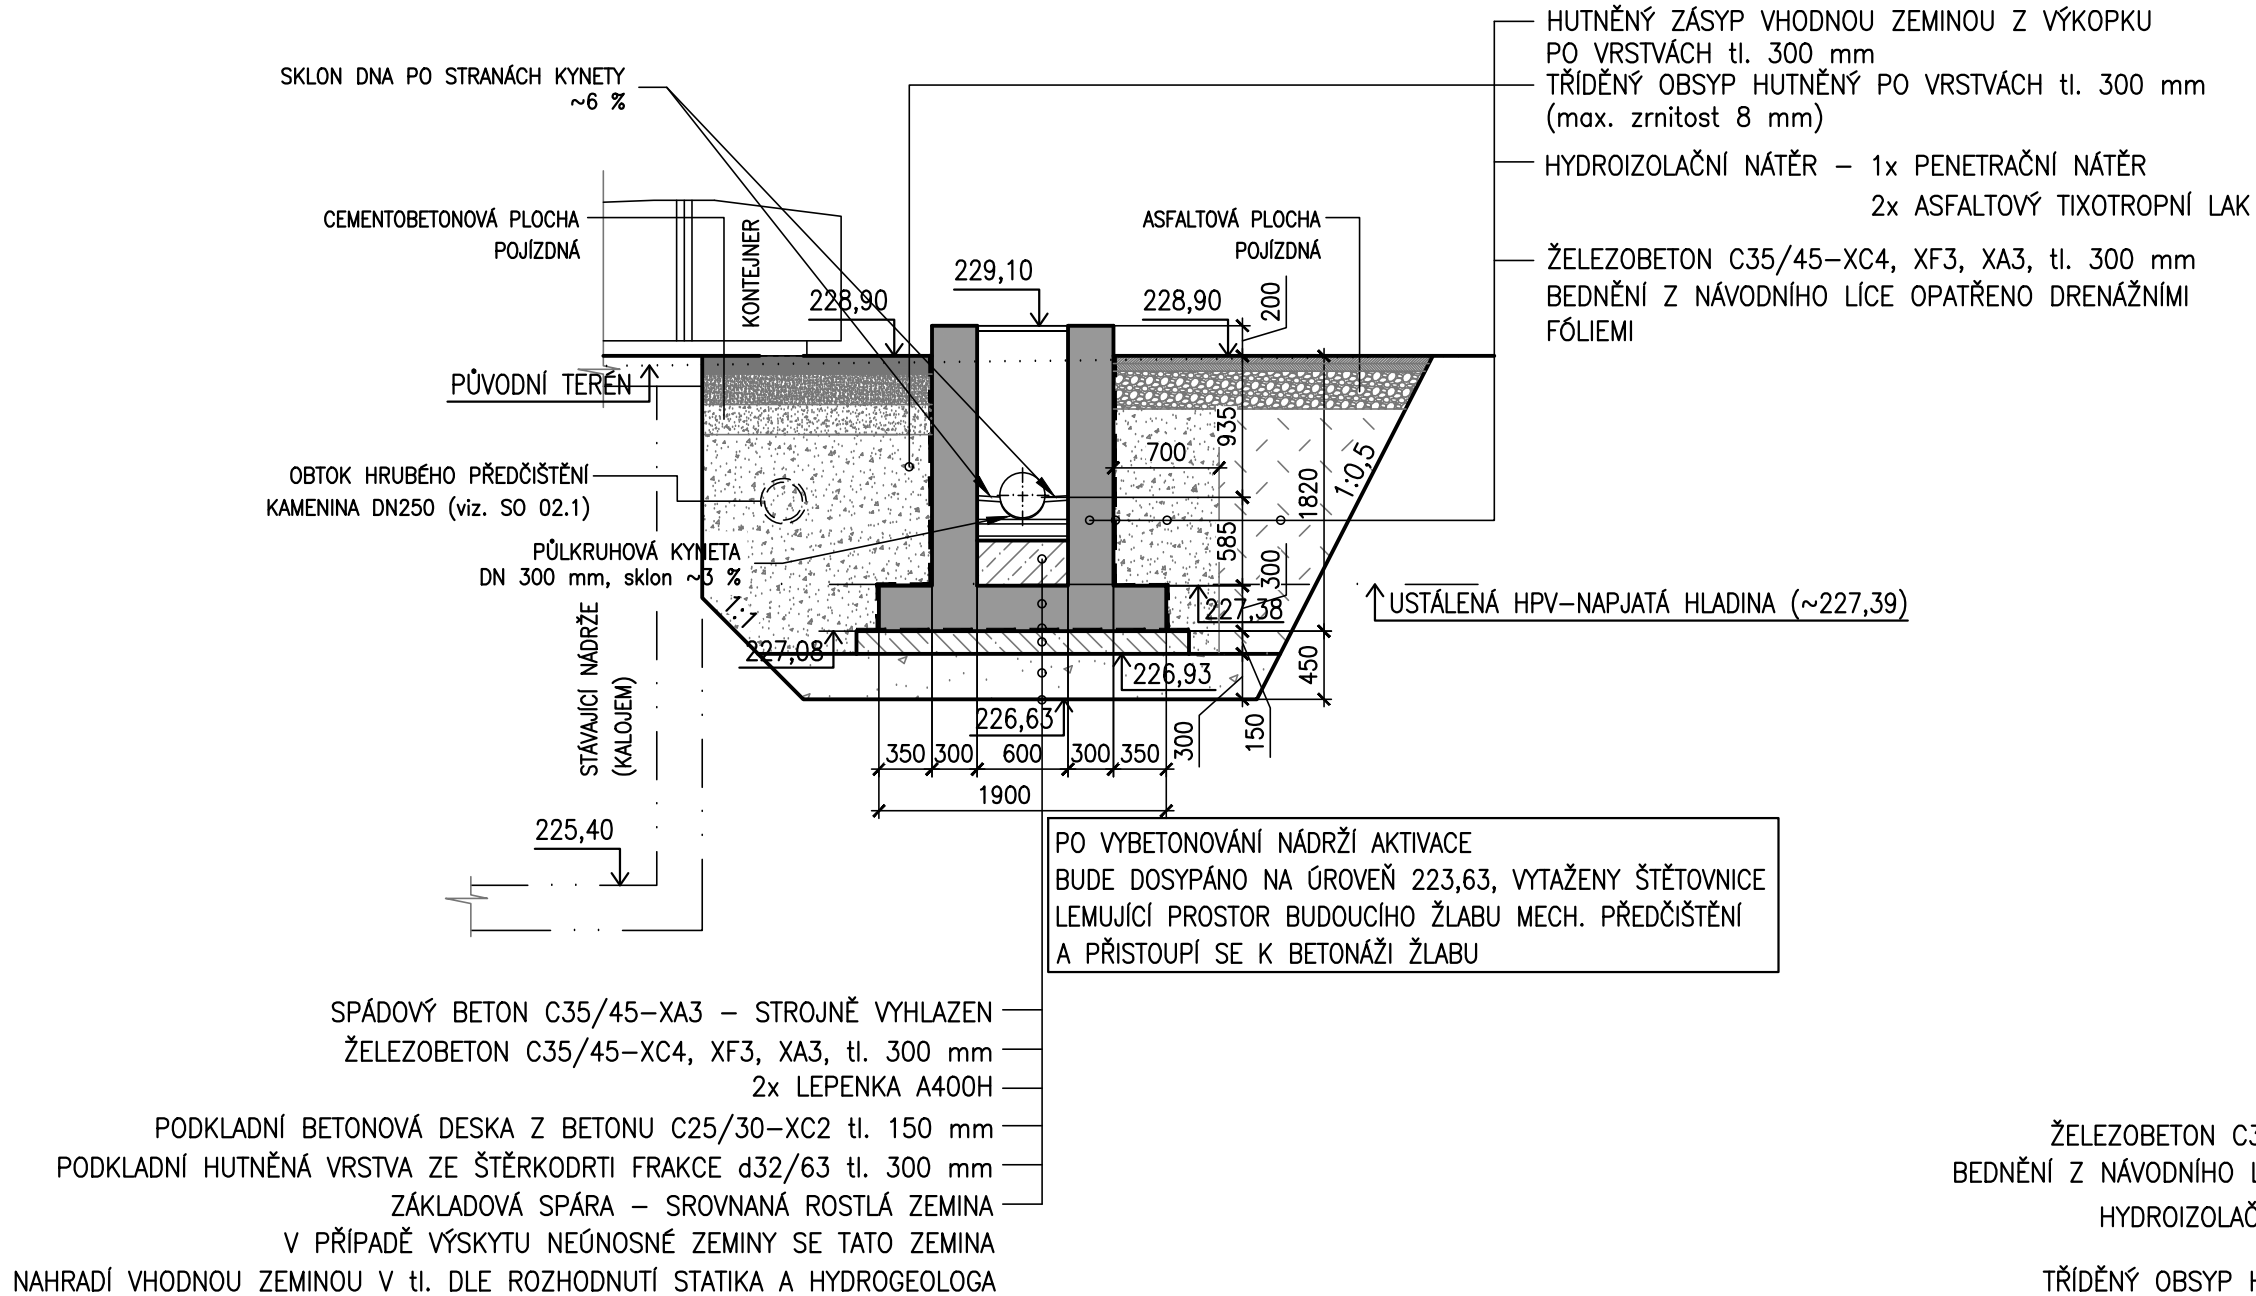 HUTNĚNÝ ZÁSYP VHODNOU ZEMINOU Z VÝKOPKU
PO VRSTVÁCH tl. 300 mm
TŘÍDĚNÝ OBSYP HUTNĚNÝ PO VRSTVÁCH tl. 300 mm
(max. zrnitost 8 mm)
HYDROIZOLAČNÍ NÁTĚR – 1x PENETRAČNÍ NÁTĚR
2x ASFALTOVÝ TIXOTROPNÍ LAK
ŽELEZOBETON C35/45–XC4, XF3, XA3, tl. 300 mm
BEDNĚNÍ Z NÁVODNÍHO LÍCE OPATŘENO DRENÁŽNÍMI
FÓLIEMI
SKLON DNA PO STRANÁCH KYNETY
~6 %
CEMENTOBETONOVÁ PLOCHA
POJÍZDNÁ
KONTEJNER
ASFALTOVÁ PLOCHA
POJÍZDNÁ
228,90
229,10
228,90
200
PŮVODNÍ TERÉN
935
700
1820
1:0,5
OBTOK HRUBÉHO PŘEDČIŠTĚNÍ
KAMENINA DN250 (viz. SO 02.1)
585
PŮLKRUHOVÁ KYNETA
DN 300 mm, sklon ~3 %
300
1:1
227,38
USTÁLENÁ HPV–NAPJATÁ HLADINA (~227,39)
227,08
226,93
450
STÁVAJÍCÍ NÁDRŽE
(KALOJEM)
226,63
300
150
350 300 600 300 350
1900
225,40
PO VYBETONOVÁNÍ NÁDRŽÍ AKTIVACE
BUDE DOSYPÁNO NA ÚROVEŇ 223,63, VYTAŽENY ŠTĚTOVNICE
LEMUJÍCÍ PROSTOR BUDOUCÍHO ŽLABU MECH. PŘEDČIŠTĚNÍ
A PŘISTOUPÍ SE K BETONÁŽI ŽLABU
SPÁDOVÝ BETON C35/45–XA3 – STROJNĚ VYHLAZEN
ŽELEZOBETON C35/45–XC4, XF3, XA3, tl. 300 mm
2x LEPENKA A400H
PODKLADNÍ BETONOVÁ DESKA Z BETONU C25/30–XC2 tl. 150 mm
PODKLADNÍ HUTNĚNÁ VRSTVA ZE ŠTĚRKODRTI FRAKCE d32/63 tl. 300 mm
ZÁKLADOVÁ SPÁRA – SROVNANÁ ROSTLÁ ZEMINA
V PŘÍPADĚ VÝSKYTU NEÚNOSNÉ ZEMINY SE TATO ZEMINA
NAHRADÍ VHODNOU ZEMINOU V tl. DLE ROZHODNUTÍ STATIKA A HYDROGEOLOGA
ŽELEZOBETON
BEDNĚNÍ Z NÁVODNÍHO
TŘÍDĚNÝ OBSYP